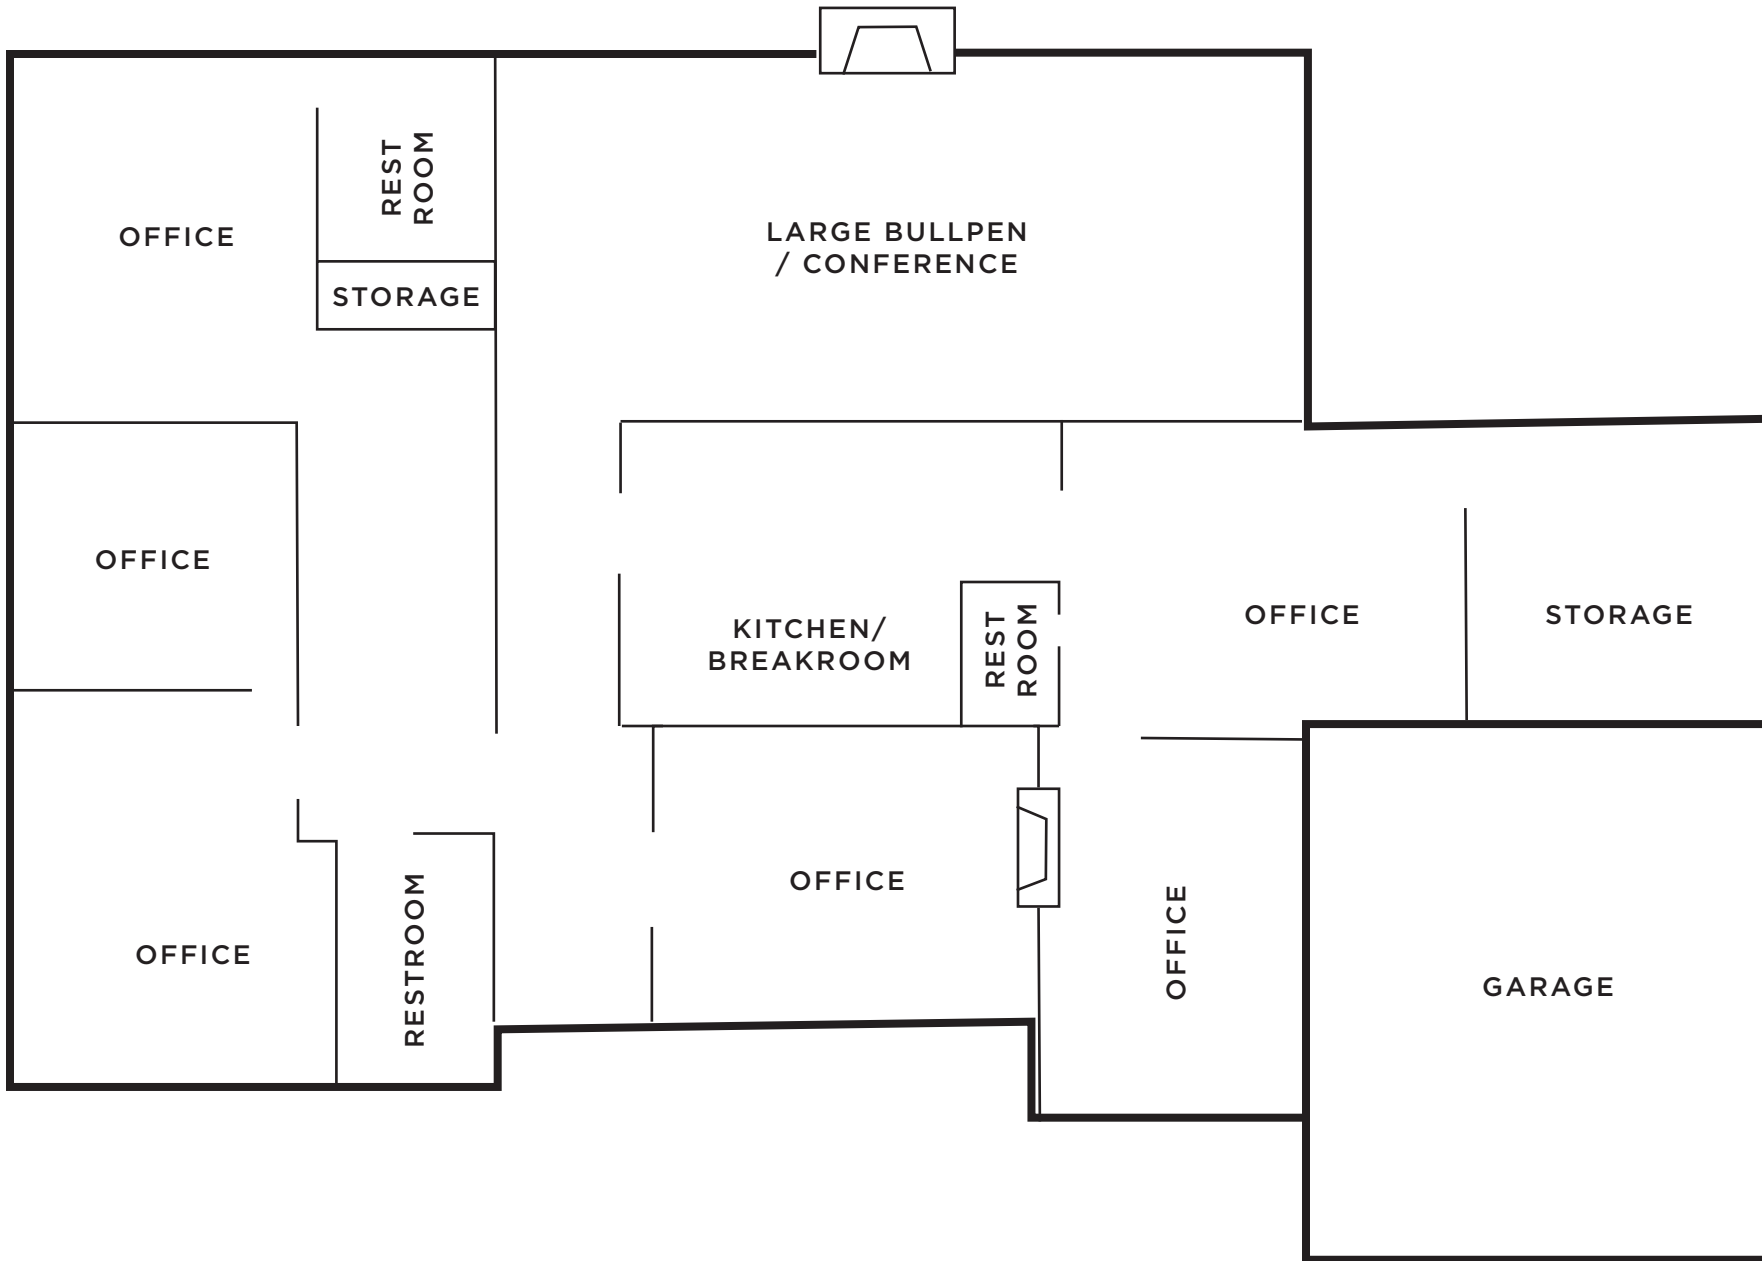 REST
ROOM
OFFICE
LARGE BULLPEN
/ CONFERENCE
STORAGE
OFFICE
KITCHEN/
BREAKROOM
REST
ROOM
OFFICE
STORAGE
OFFICE
RESTROOM
OFFICE
OFFICE
GARAGE